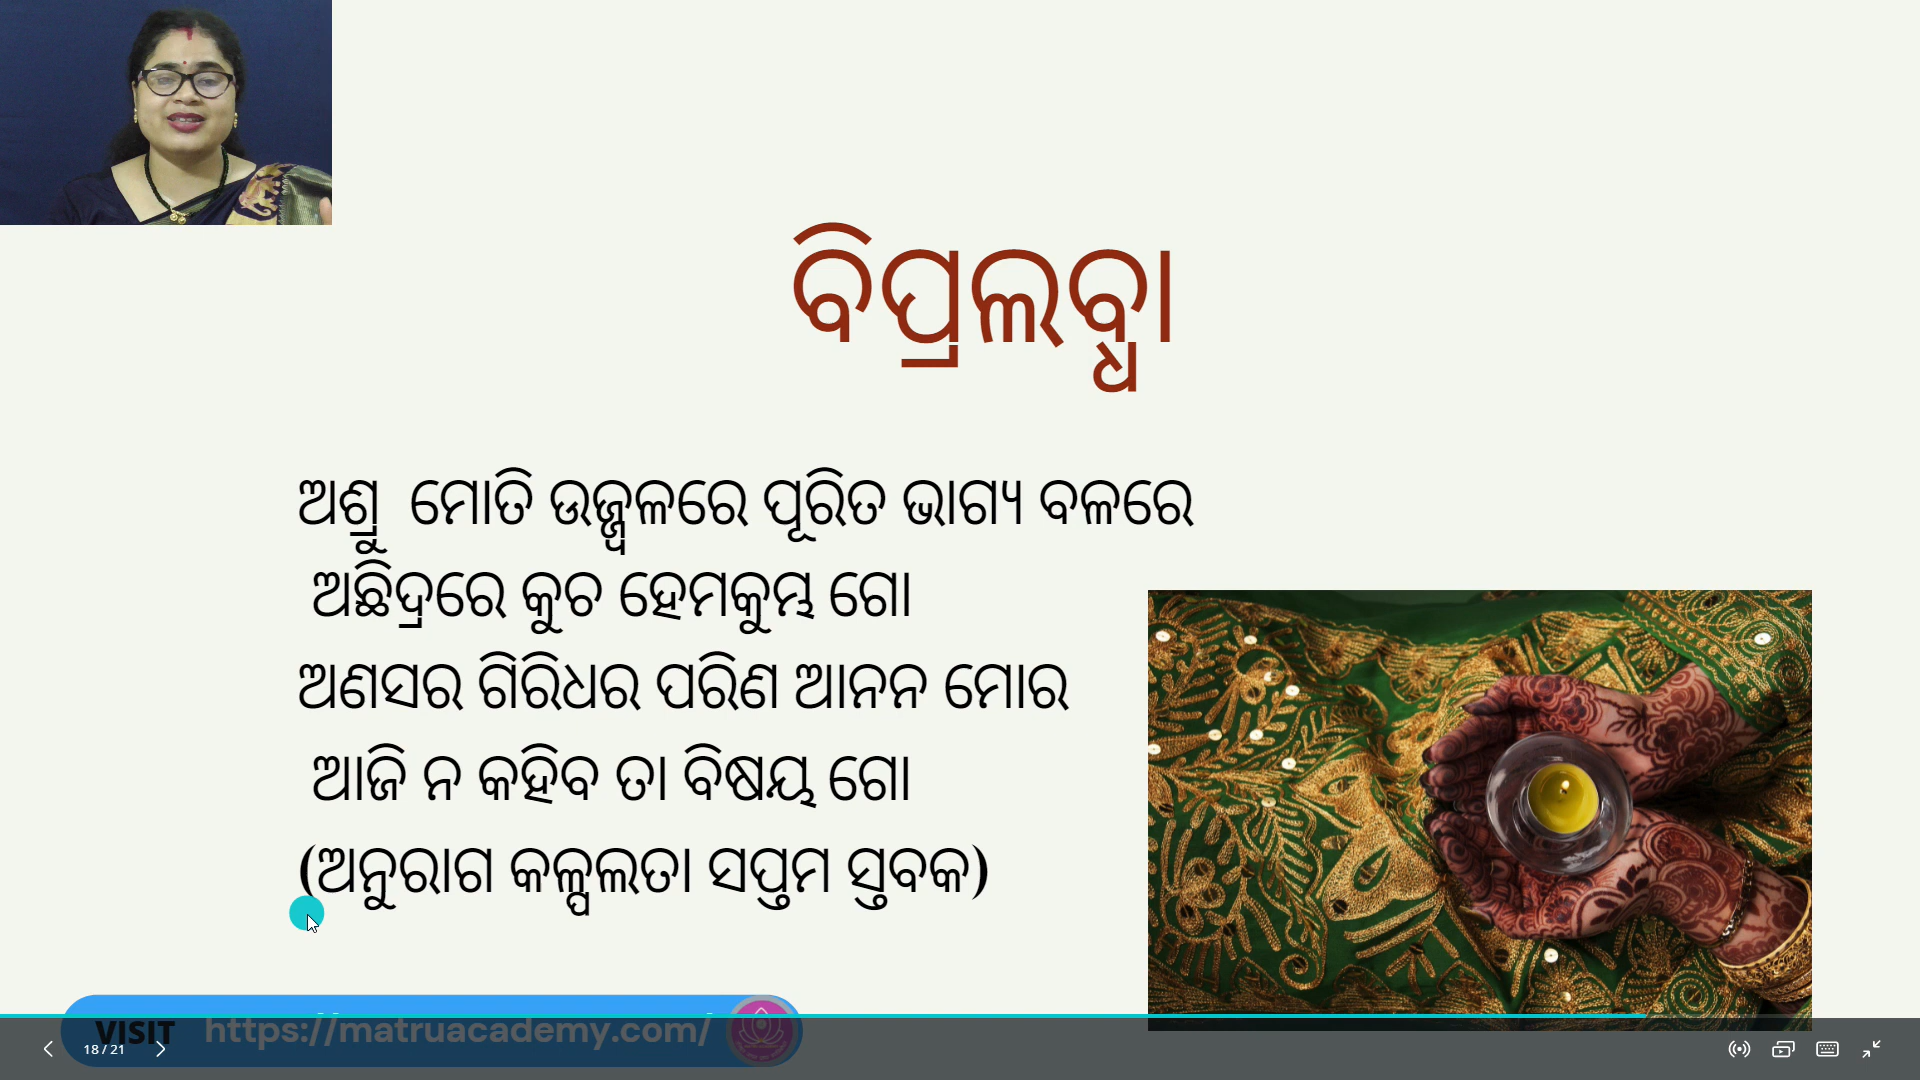 ବିପ୍ରଲବ୍ଧା
ଅଶ୍ରୁ ମୋତି ଉଜ୍ଜ୍ୱଳରେ ପୂରିତ ଭାଗ୍ୟ ବଳରେ
ଅଛିଦ୍ରରେ କୁଚ ହେମକୁମ୍ଭ ଗୋ
ଅଣସର ଗିରିଧର ପରିଣ ଆନନ ମୋର
ଆଜି ନ କହିବ ତା ବିଷୟ ଗୋ
(ଅନୁରାଗ କଳ୍ପଲତା ସପ୍ତମ ସ୍ତବକ)
VISIT https://matruacademy.com/
18 / 21